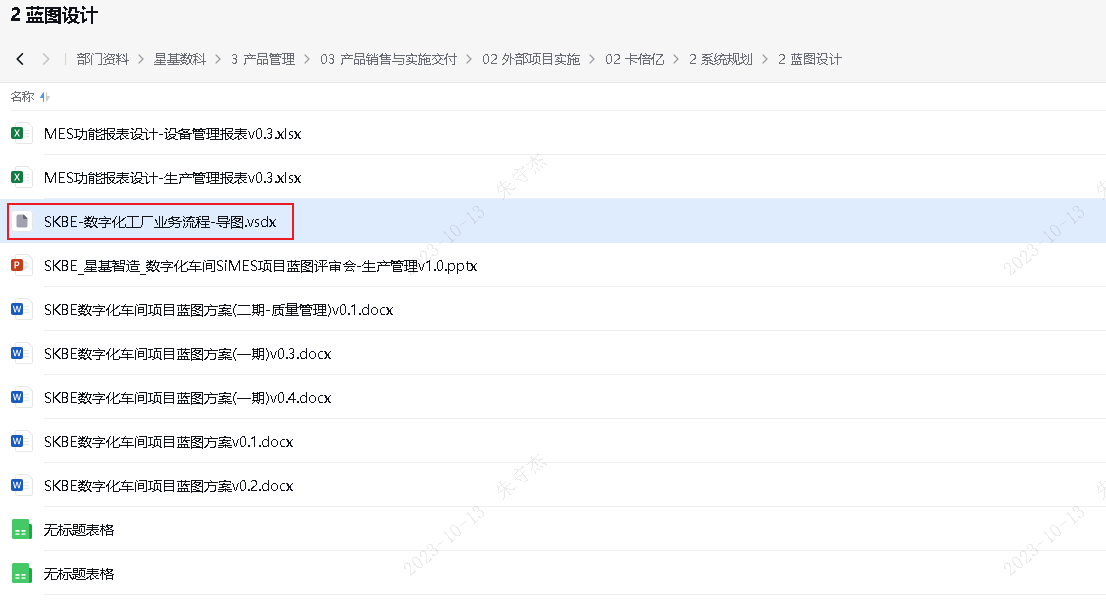 2 蓝图设计
部门资料 > 星基数科 > 3 产品管理 > 03 产品销售与实施交付 > 02 外部项目实施 > 02 卡倍亿 > 2 系统规划 > 2 蓝图设计
名称
MES功能报表设计-设备管理报表v0.3.xlsx
MES功能报表设计-生产管理报表v0.3.xlsx
SKBE-数字化工厂业务流程-导图.vsdx
SKBE_星基智造_数字化车间SiMES项目蓝图评审会-生产管理v1.0.pptx
SKBE数字化车间项目蓝图方案(二期-质量管理)v0.1.docx
SKBE数字化车间项目蓝图方案(一期)v0.3.docx
SKBE数字化车间项目蓝图方案(一期)v0.4.docx
SKBE数字化车间项目蓝图方案v0.1.docx
SKBE数字化车间项目蓝图方案v0.2.docx
无标题表格
无标题表格
朱守杰
2023-10-13
2023-10-13
朱守杰
2023-10-13
2023-10-13